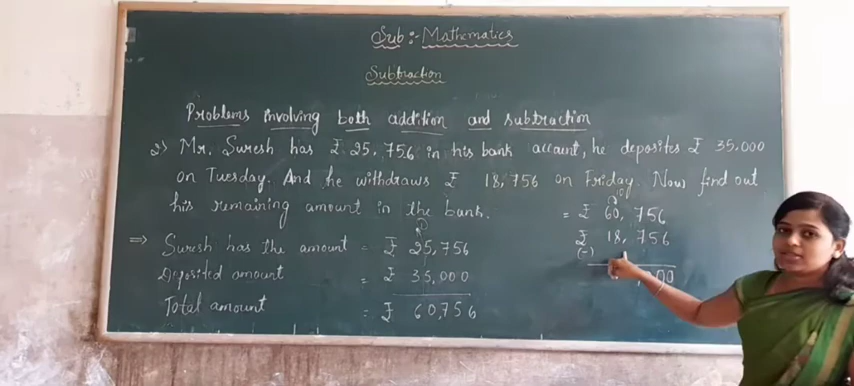 Sub :- Mathematics
Subtraction
Problems involving both addition and subtraction
2) Mr. Suresh has ₹ 25,756 in his bank account, he deposites ₹ 35,000
on Tuesday. And he withdraws ₹ 18,756 on Friday. Now find out
his remaining amount in the bank.
⇒ Suresh has the amount = ₹ 25,756
Deposited amount = ₹ 35,000
Total amount = ₹ 60,756
= ₹ 60,756
₹ 18,756
(-)